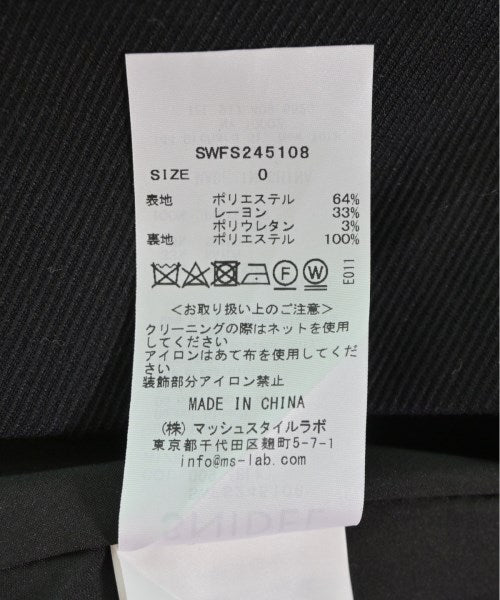 SWFS245108
SIZE 0
表地 ポリエステル 64%
レーヨン 33%
ポリウレタン 3%
裏地 ポリエステル 100%
F W
E011
<お取り扱い上のご注意>
クリーニングの際はネットを使用
してください
アイロンはあて布を使用してくだ
さい
装飾部分アイロン禁止
MADE IN CHINA
(株) マッシュスタイルラボ
東京都千代田区麹町5-7-1
info@ms-lab.com
SNIDEL